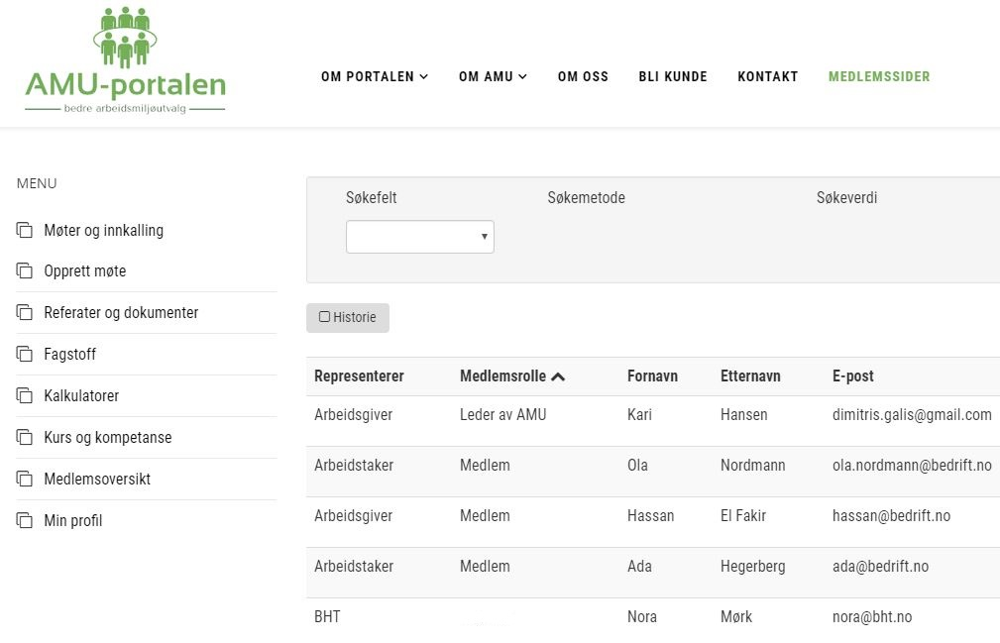 AMU-portalen
bedre arbeidsmiljøutvalg
OM PORTALEN OM AMU OM OSS BLI KUNDE KONTAKT MEDLEMSSIDER
MENU
Møter og innkalling
Opprett møte
Referater og dokumenter
Fagstoff
Kalkulatorer
Kurs og kompetanse
Medlemsoversikt
Min profil
Søkefelt Søkemetode Søkeverdi
Historie
Representerer Medlemsrolle Fornavn Etternavn E-post
Arbeidsgiver Leder av AMU Kari Hansen dimitris.galis@gmail.com
Arbeidstaker Medlem Ola Nordmann ola.nordmann@bedrift.no
Arbeidsgiver Medlem Hassan El Fakir hassan@bedrift.no
Arbeidstaker Medlem Ada Hegerberg ada@bedrift.no
BHT Nora Mørk nora@bht.no